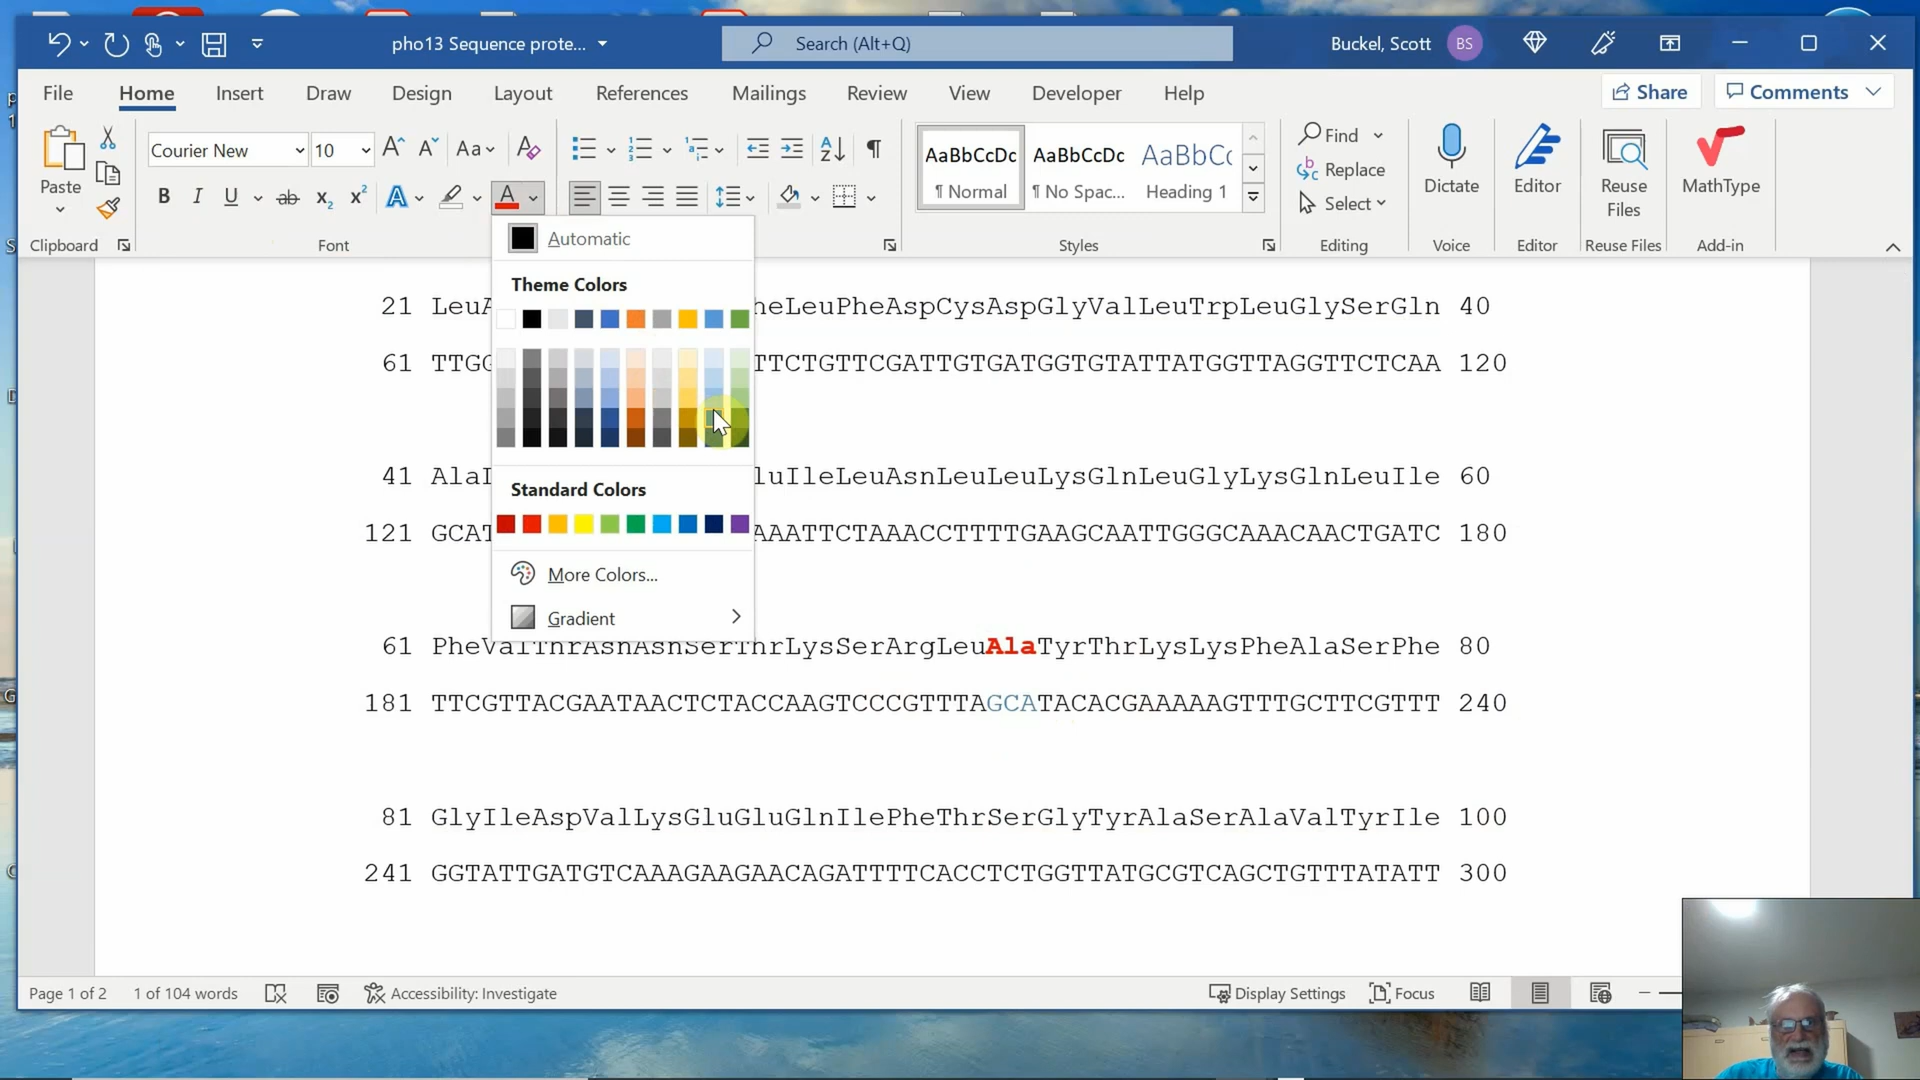 pho13 Sequence prote...
Search (Alt+Q)
Buckel, Scott
BS
File
Home
Insert
Draw
Design
Layout
References
Mailings
Review
View
Developer
Help
Share
Comments
Paste
Clipboard
Courier New
10
Font
AaBbCcDc
¶ Normal
AaBbCcDc
¶ No Spac...
AaBbCc
Heading 1
Styles
Find
Replace
Select
Editing
Dictate
Voice
Editor
Editor
Reuse Files
Reuse Files
MathType
Add-in
Automatic
Theme Colors
Standard Colors
More Colors...
Gradient
21 LeuA heLeuPheAspCysAspGlyValLeuTrpLeuGlySerGln 40
61 TTGG TTCTGTTCGATTGTGATGGTGTATTATGGTTAGGTTCTCAA 120
41 AlaI luIleLeuAsnLeuLeuLysGlnLeuGlyLysGlnLeuIle 60
121 GCAT AAATTCTAAACCTTTTGAAGCAATTGGGCAAACAACTGATC 180
61 PheValThrAsnAsnSerThrLysSerArgLeuAlaTyrThrLysLysPheAlaSerPhe 80
181 TTCGTTACGAATAACTCTACCAAGTCCCGTTTAGCATACACGAAAAAGTTTGCTTCGTTT 240
81 GlyIleAspValLysGluGluGlnIlePheThrSerGlyTyrAlaSerAlaValTyrIle 100
241 GGTATTGATGTCAAAGAAGAACAGATTTTCACCTCTGGTTATGCGTCAGCTGTTTATATT 300
Page 1 of 2
1 of 104 words
Accessibility: Investigate
Display Settings
Focus